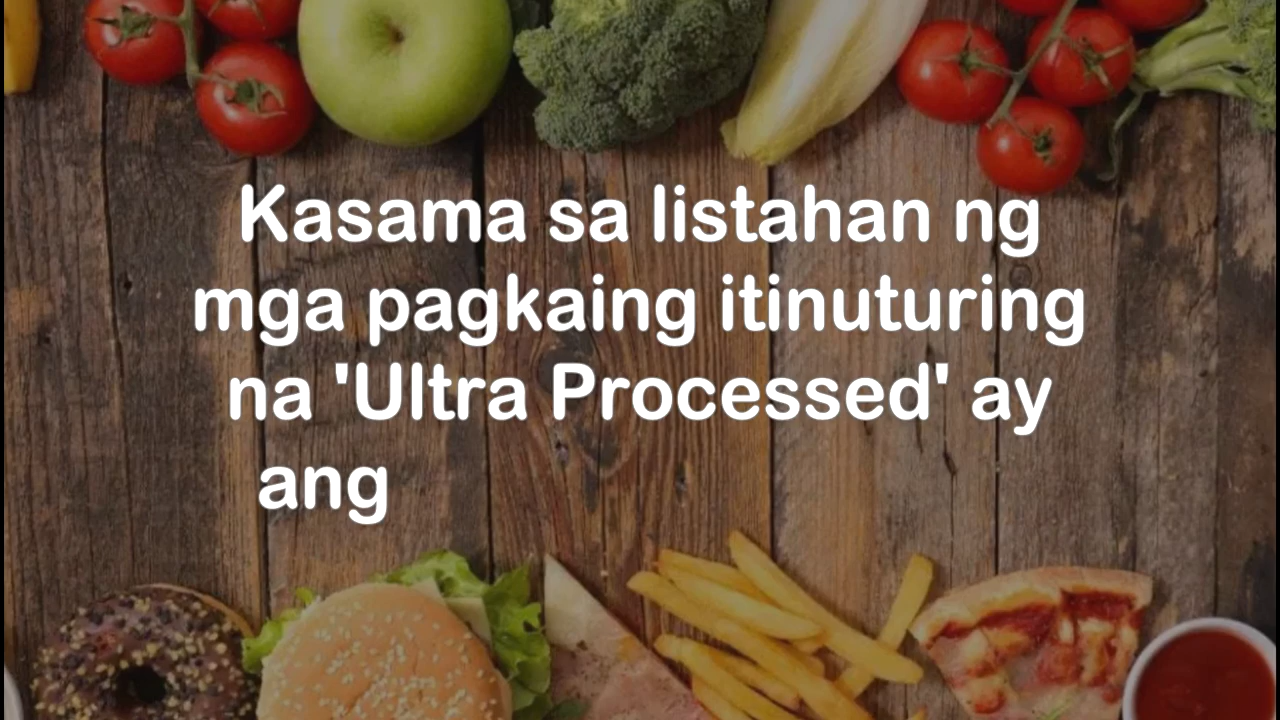 Kasama sa listahan ng
mga pagkaing itinuturing
na 'Ultra Processed' ay
ang